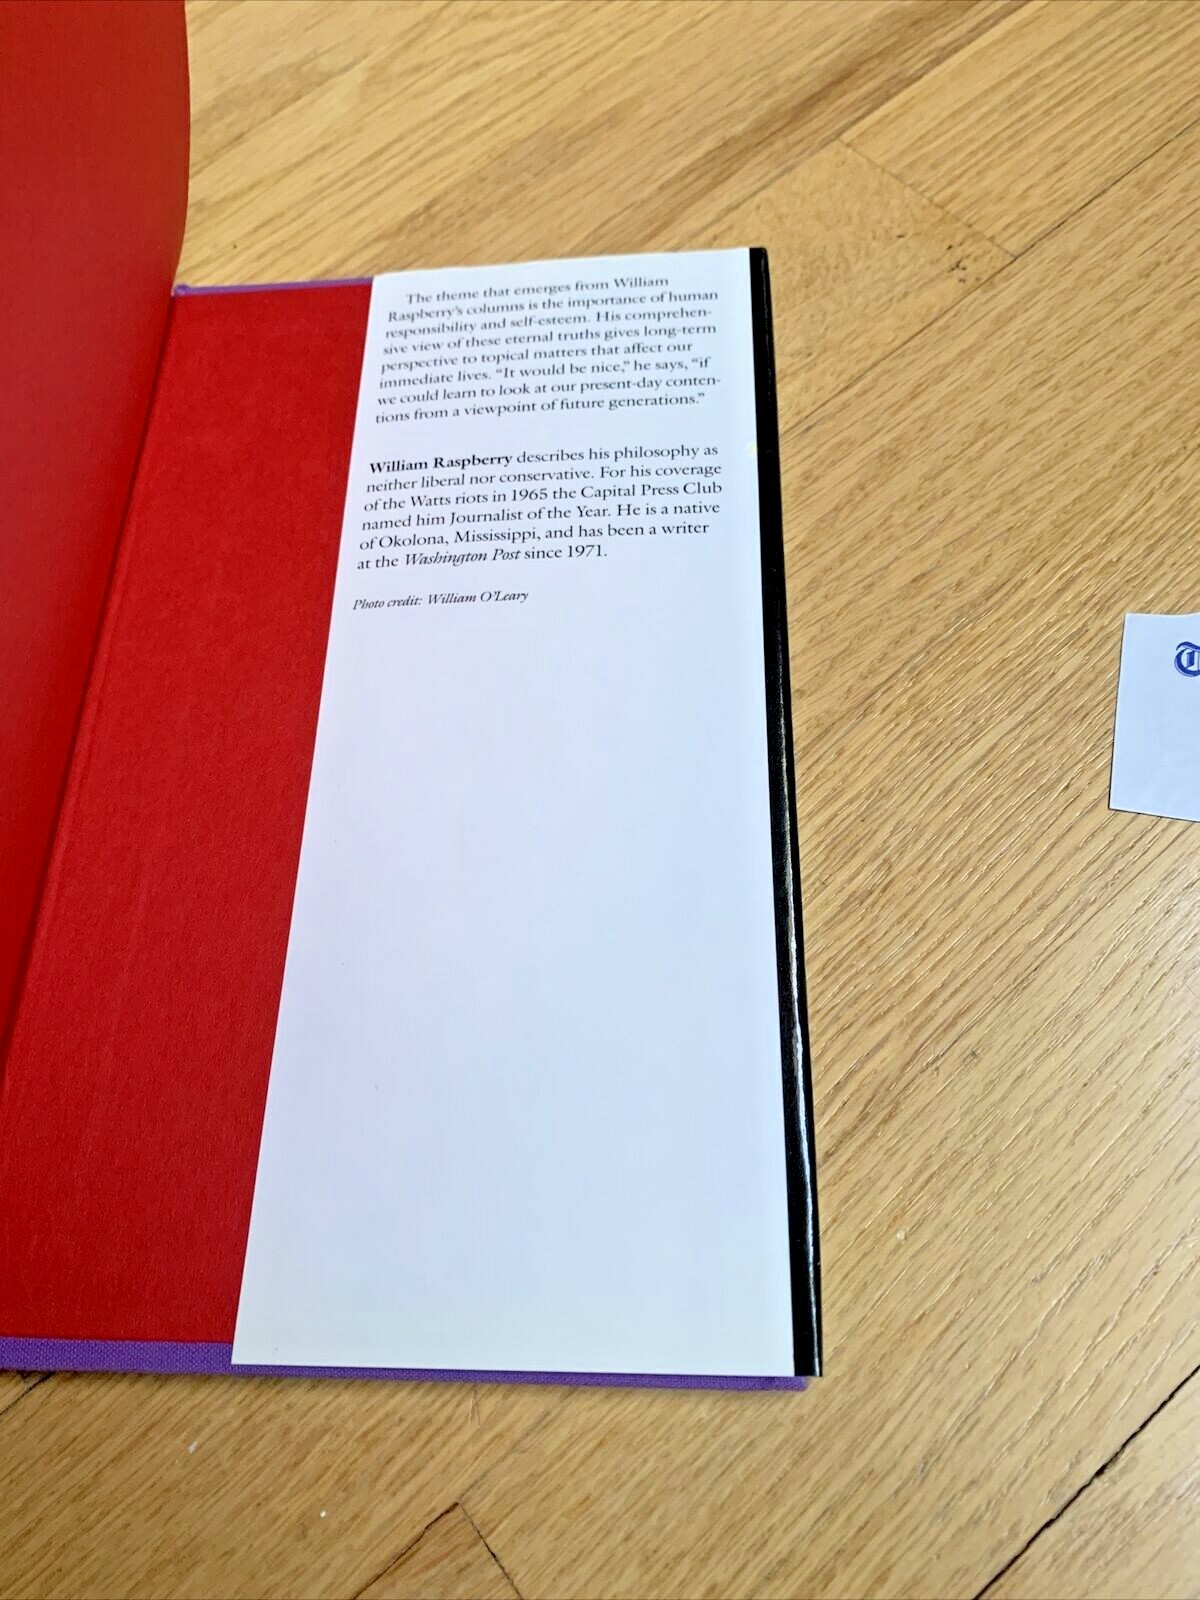 The theme that emerges from William
Raspberry's columns is the importance of human
responsibility and self-esteem. His comprehen-
sive view of these eternal truths gives long-term
perspective to topical matters that affect our
immediate lives. “It would be nice,” he says, “if
we could learn to look at our present-day conten-
tions from a viewpoint of future generations.”
William Raspberry describes his philosophy as
neither liberal nor conservative. For his coverage
of the Watts riots in 1965 the Capital Press Club
named him Journalist of the Year. He is a native
of Okolona, Mississippi, and has been a writer
at the Washington Post since 1971.
Photo credit: William O'Leary